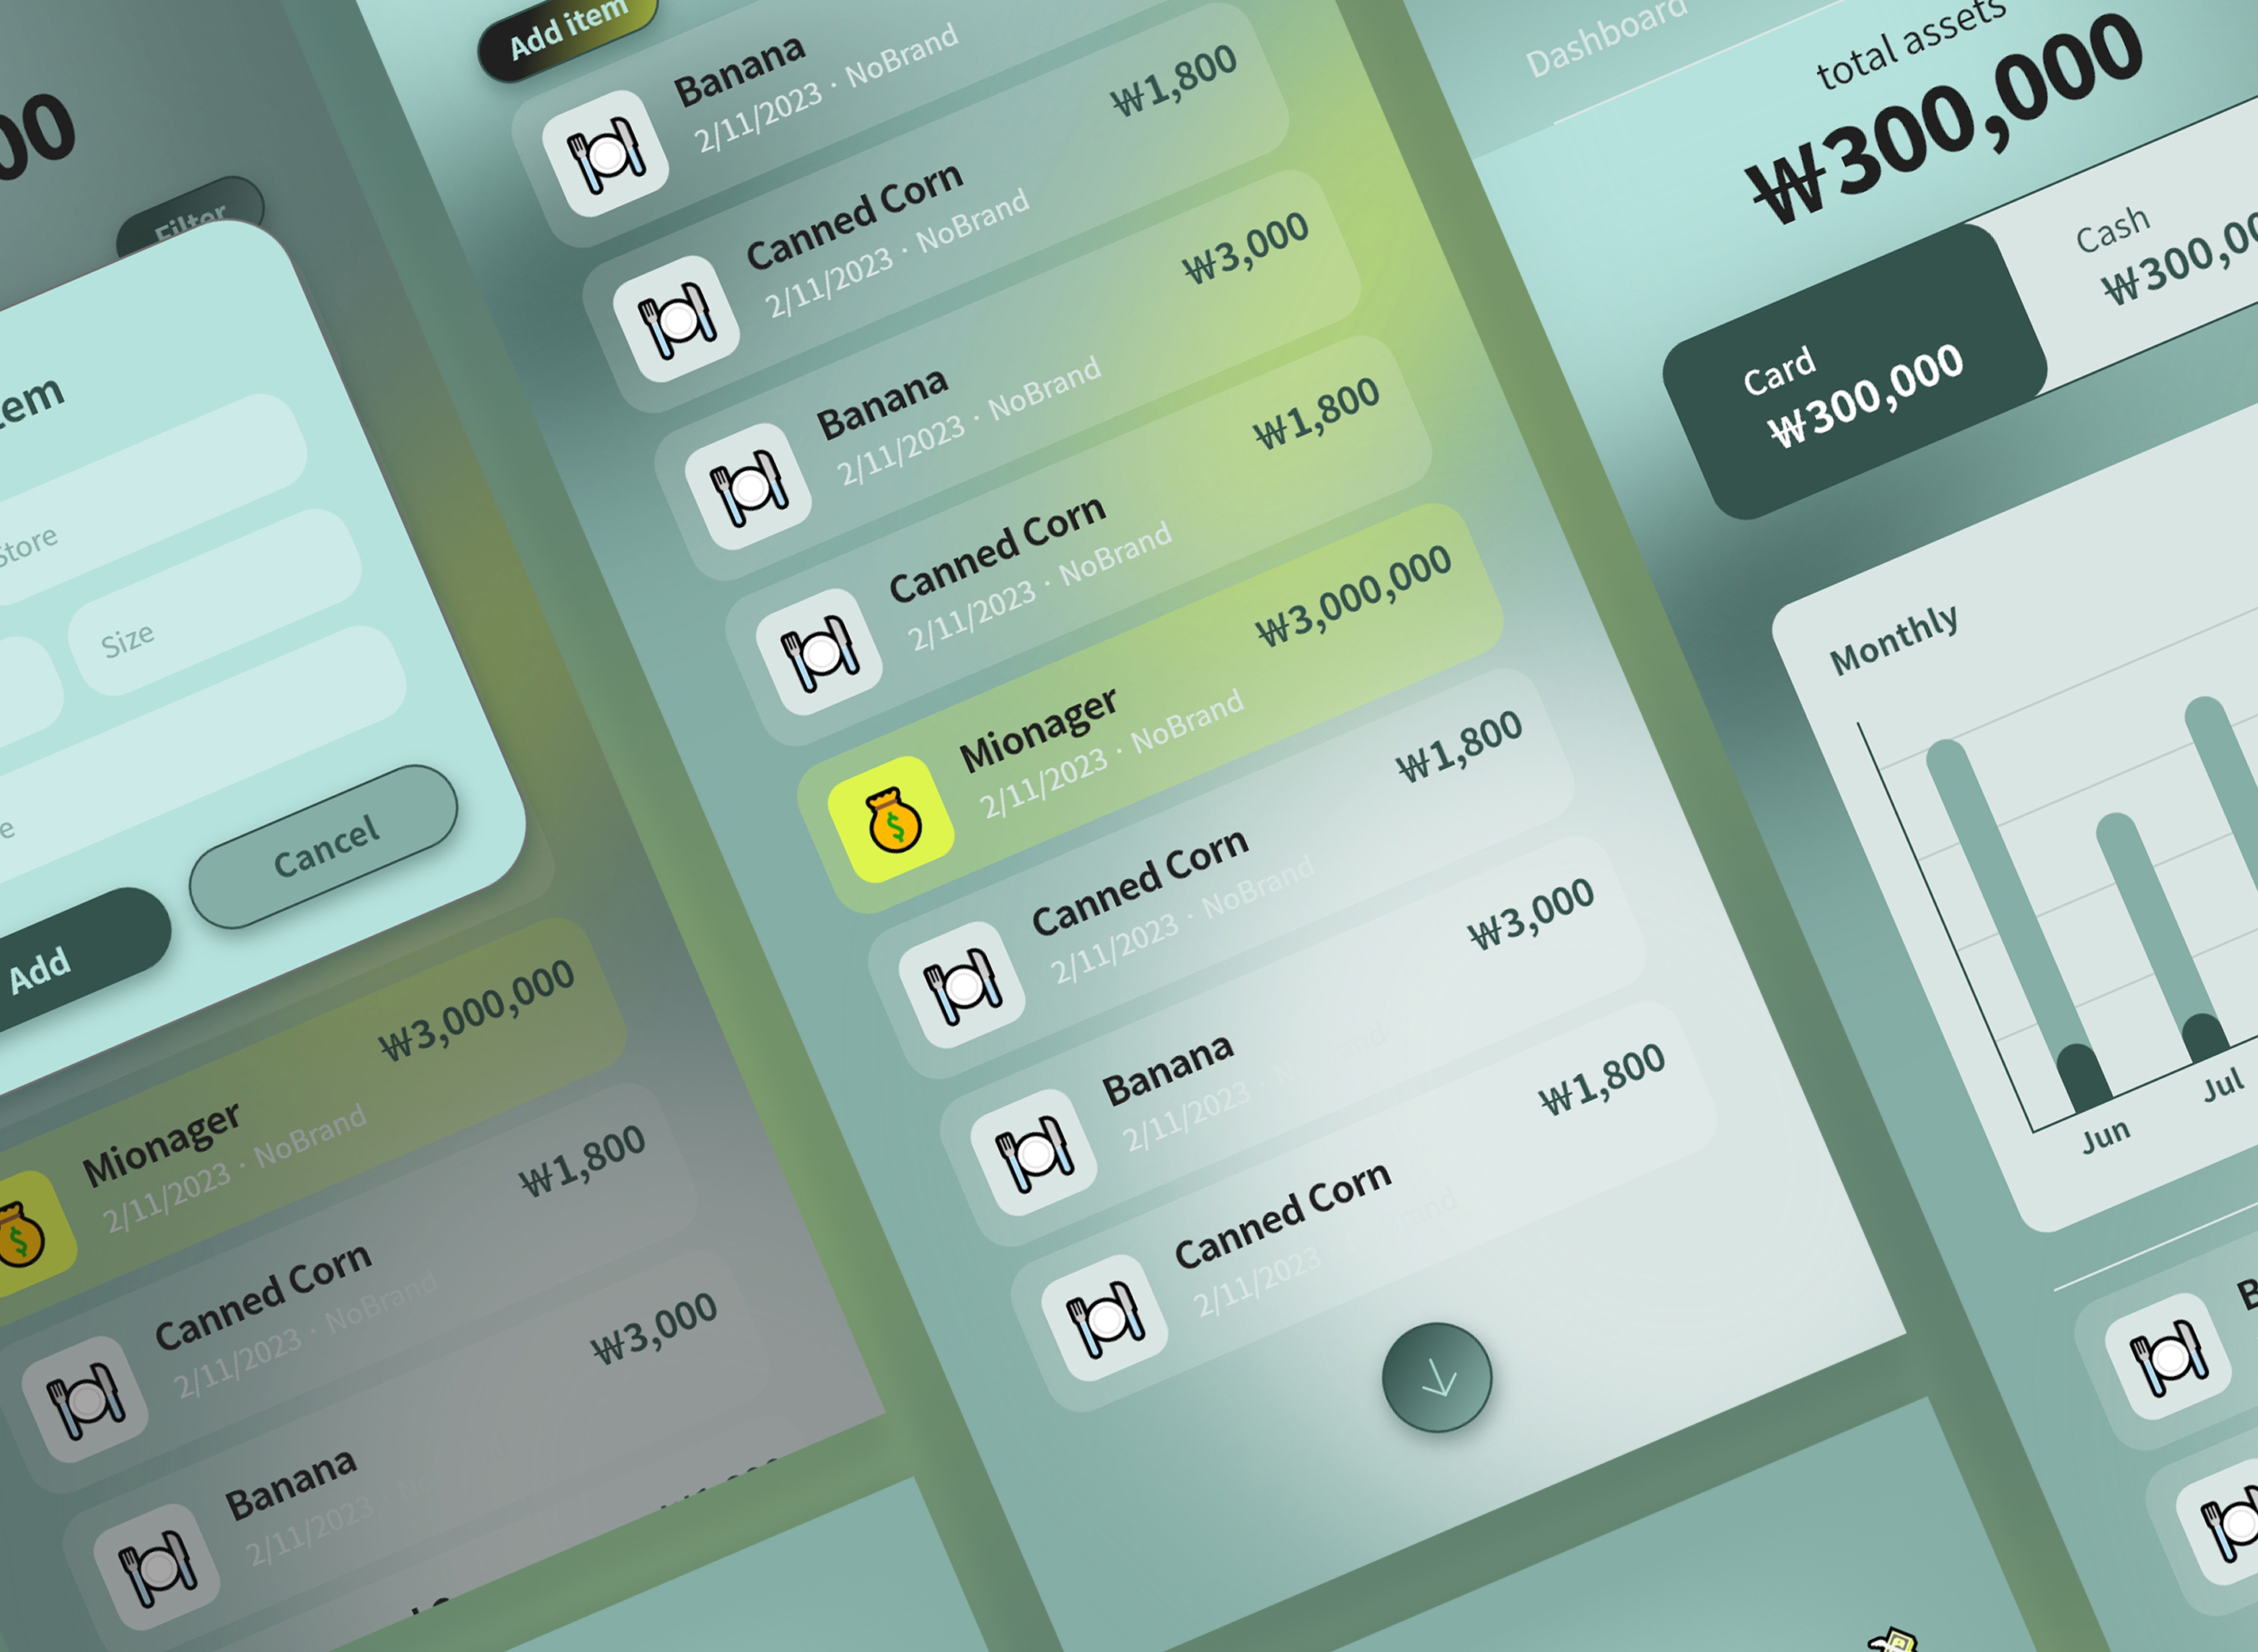 00
Filter
Store
Size
Add
Cancel
Mionager
2/11/2023 · NoBrand
₩3,000,000
Canned Corn
2/11/2023 · NoBrand
₩1,800
Banana
2/11/2023
₩3,000
Add item
Banana
2/11/2023 · NoBrand
Canned Corn
2/11/2023 · NoBrand
₩1,800
Banana
2/11/2023 · NoBrand
₩3,000
Canned Corn
2/11/2023 · NoBrand
₩1,800
Mionager
2/11/2023 · NoBrand
₩3,000,000
Canned Corn
2/11/2023 · NoBrand
₩1,800
Banana
2/11/2023
₩3,000
Canned Corn
2/11/2023
₩1,800
Dashboard
total assets
₩300,000
Card
₩300,000
Cash
Monthly
Jun
Jul